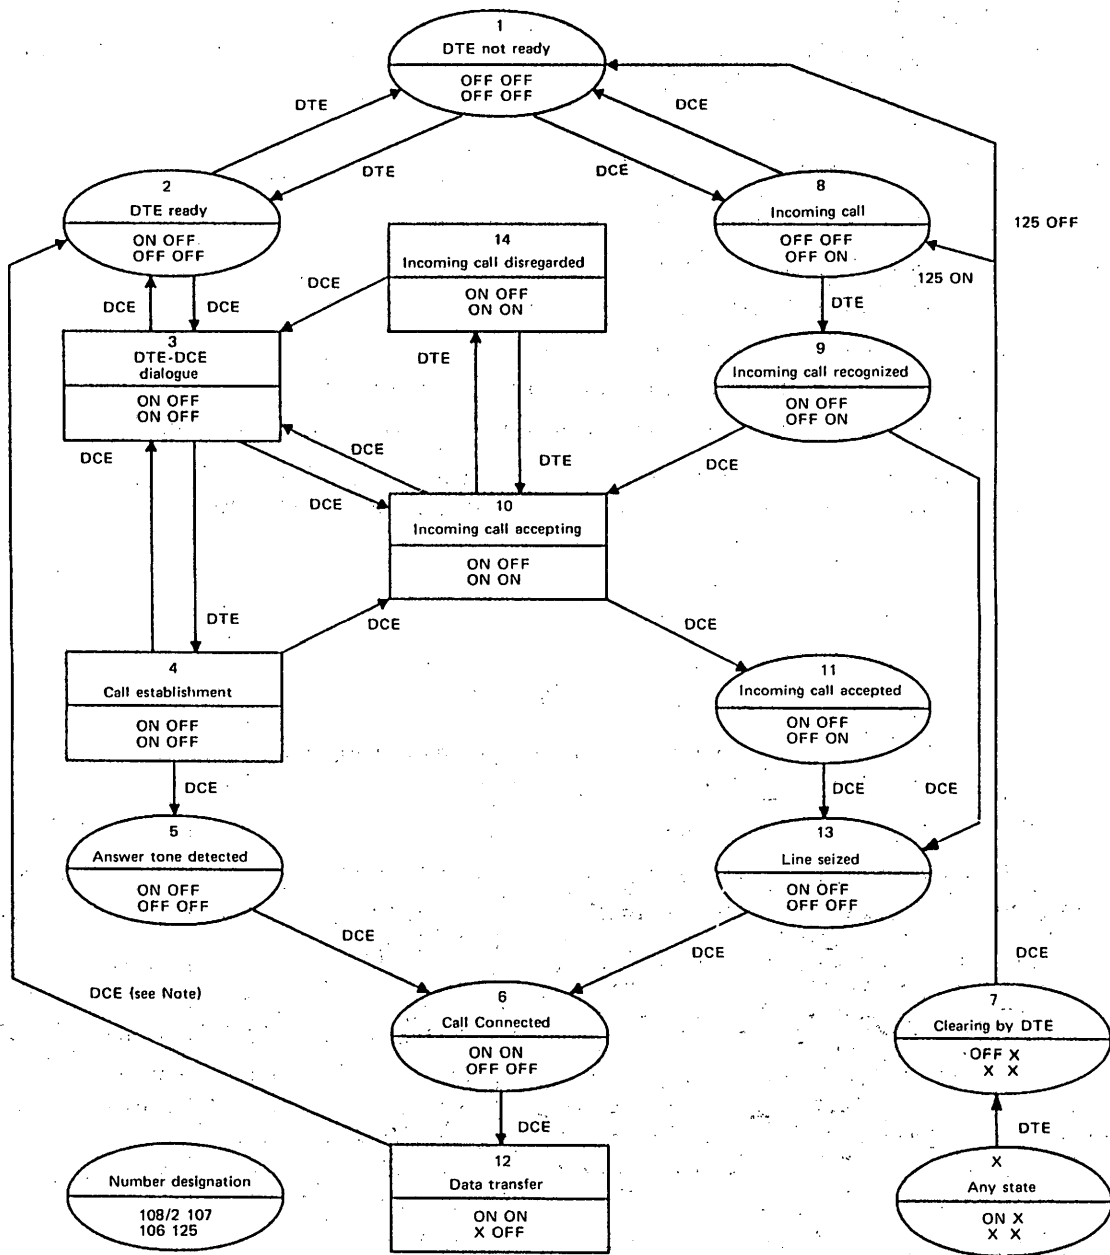 1
DTE not ready
OFF OFF
OFF OFF
DTE
DCE
DTE
DCE
2
DTE ready
ON OFF
OFF OFF
8
Incoming call
OFF OFF
OFF ON
125 OFF
14
Incoming call disregarded
ON OFF
ON ON
DCE
125 ON
DCE
DCE
DTE
3
DTE-DCE
dialogue
ON OFF
ON OFF
DTE
9
Incoming call recognized
ON OFF
OFF ON
DCE
DCE
DTE
DCE
DCE
10
Incoming call accepting
ON OFF
ON ON
DTE
DCE
DCE
4
Call establishment
ON OFF
ON OFF
11
Incoming call accepted
ON OFF
OFF ON
DCE
DCE
DCE
5
Answer tone detected
ON OFF
OFF OFF
13
Line seized
ON OFF
OFF OFF
DCE
DCE
DCE
DCE (see Note)
6
Call Connected
ON ON
OFF OFF
7
Clearing by DTE
OFF X
X X
DCE
DTE
Number designation
108/2 107
106 125
12
Data transfer
ON ON
X OFF
X
Any state
ON X
X X